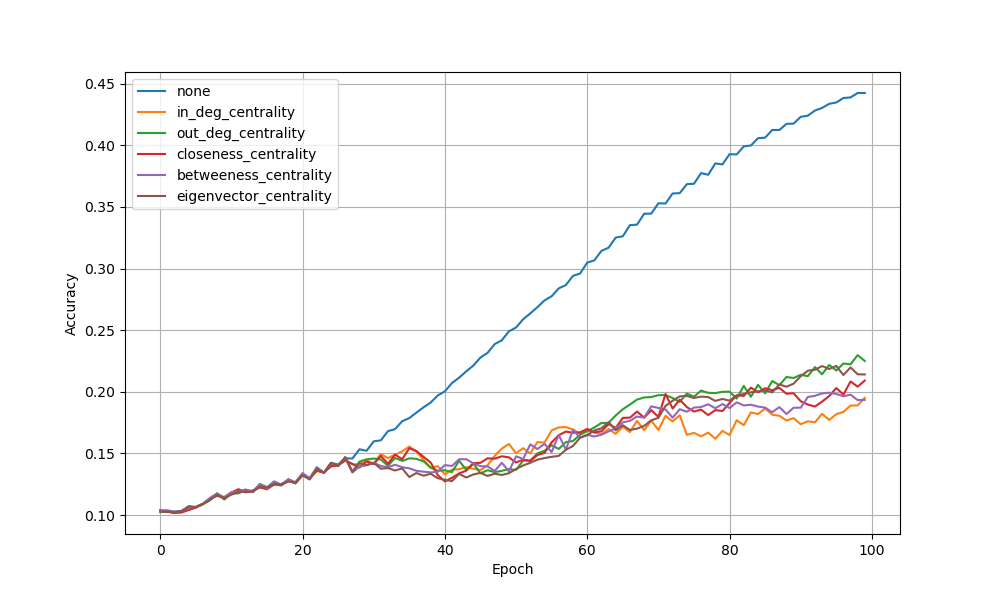 none
in_deg_centrality
out_deg_centrality
closeness_centrality
betweeness_centrality
eigenvector_centrality
0.45
0.40
0.35
0.30
0.25
0.20
0.15
0.10
Accuracy
0 20 40 60 80 100
Epoch